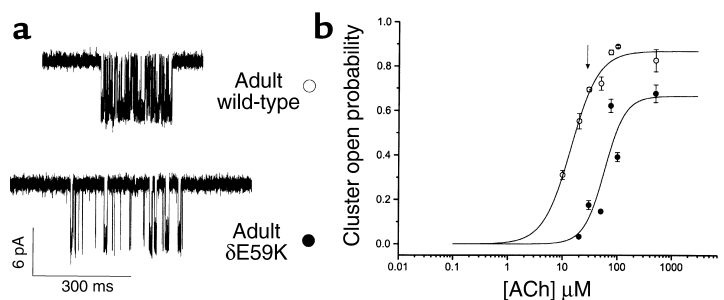 a
Adult
wild-type
Adult
δE59K
6 pA
300 ms
b
Cluster open probability
1.0
0.8
0.6
0.4
0.2
0.0
0.01
0.1
1
10
100
1000
[ACh] μM